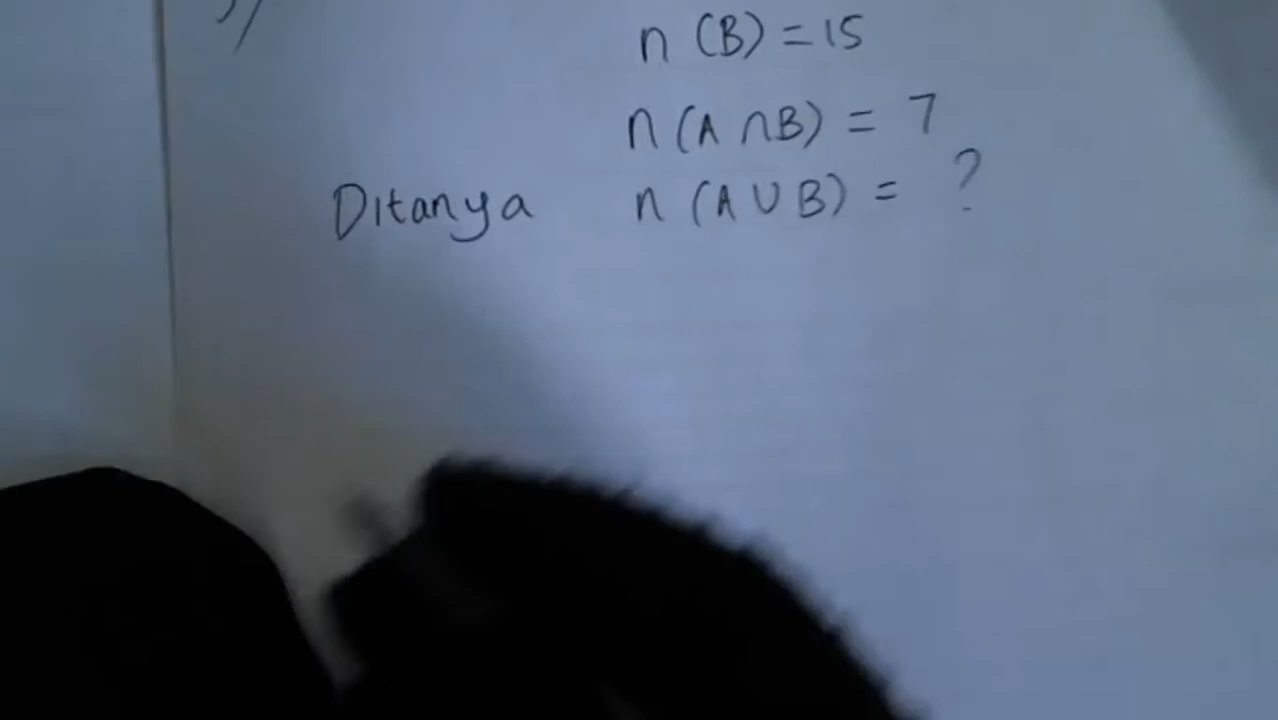 n (B) = 15
n (A ∩ B) = 7
Ditanya n (A ∪ B) = ?